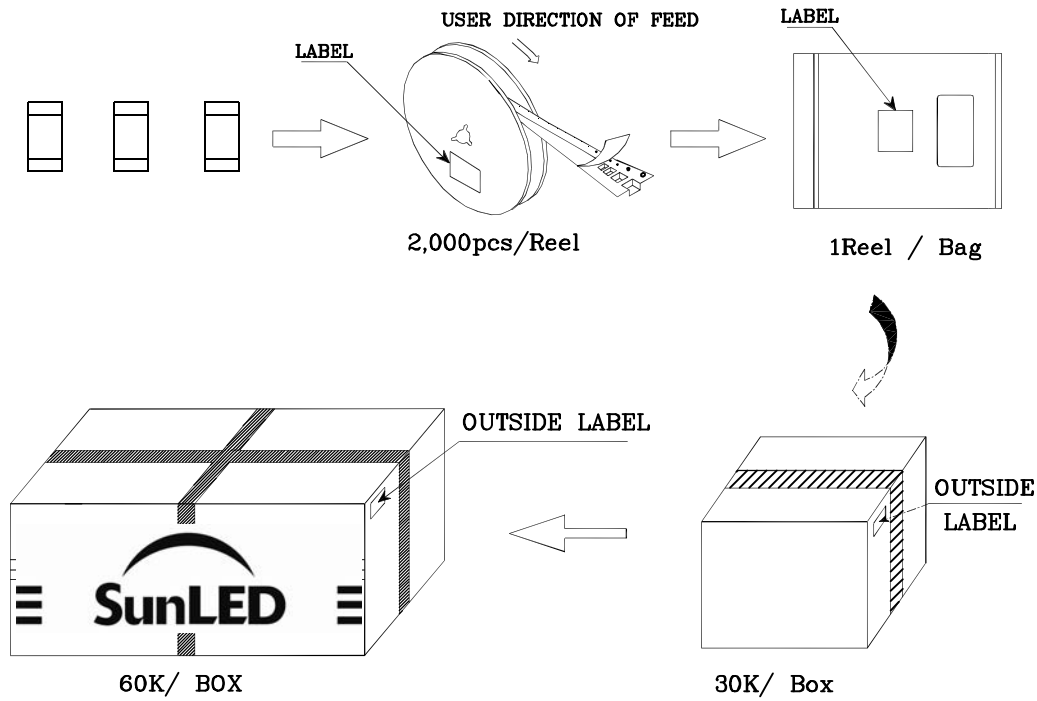 USER DIRECTION OF FEED
LABEL
LABEL
2,000pcs/Reel
1Reel / Bag
OUTSIDE LABEL
OUTSIDE
LABEL
SunLED
60K/ BOX
30K/ Box